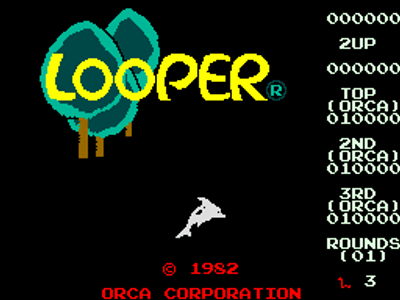 LOOPER®
© 1982
ORCA CORPORATION
000000
2UP
000000
TOP
(ORCA)
010000
2ND
(ORCA)
010000
3RD
(ORCA)
010000
ROUNDS
(01)
3